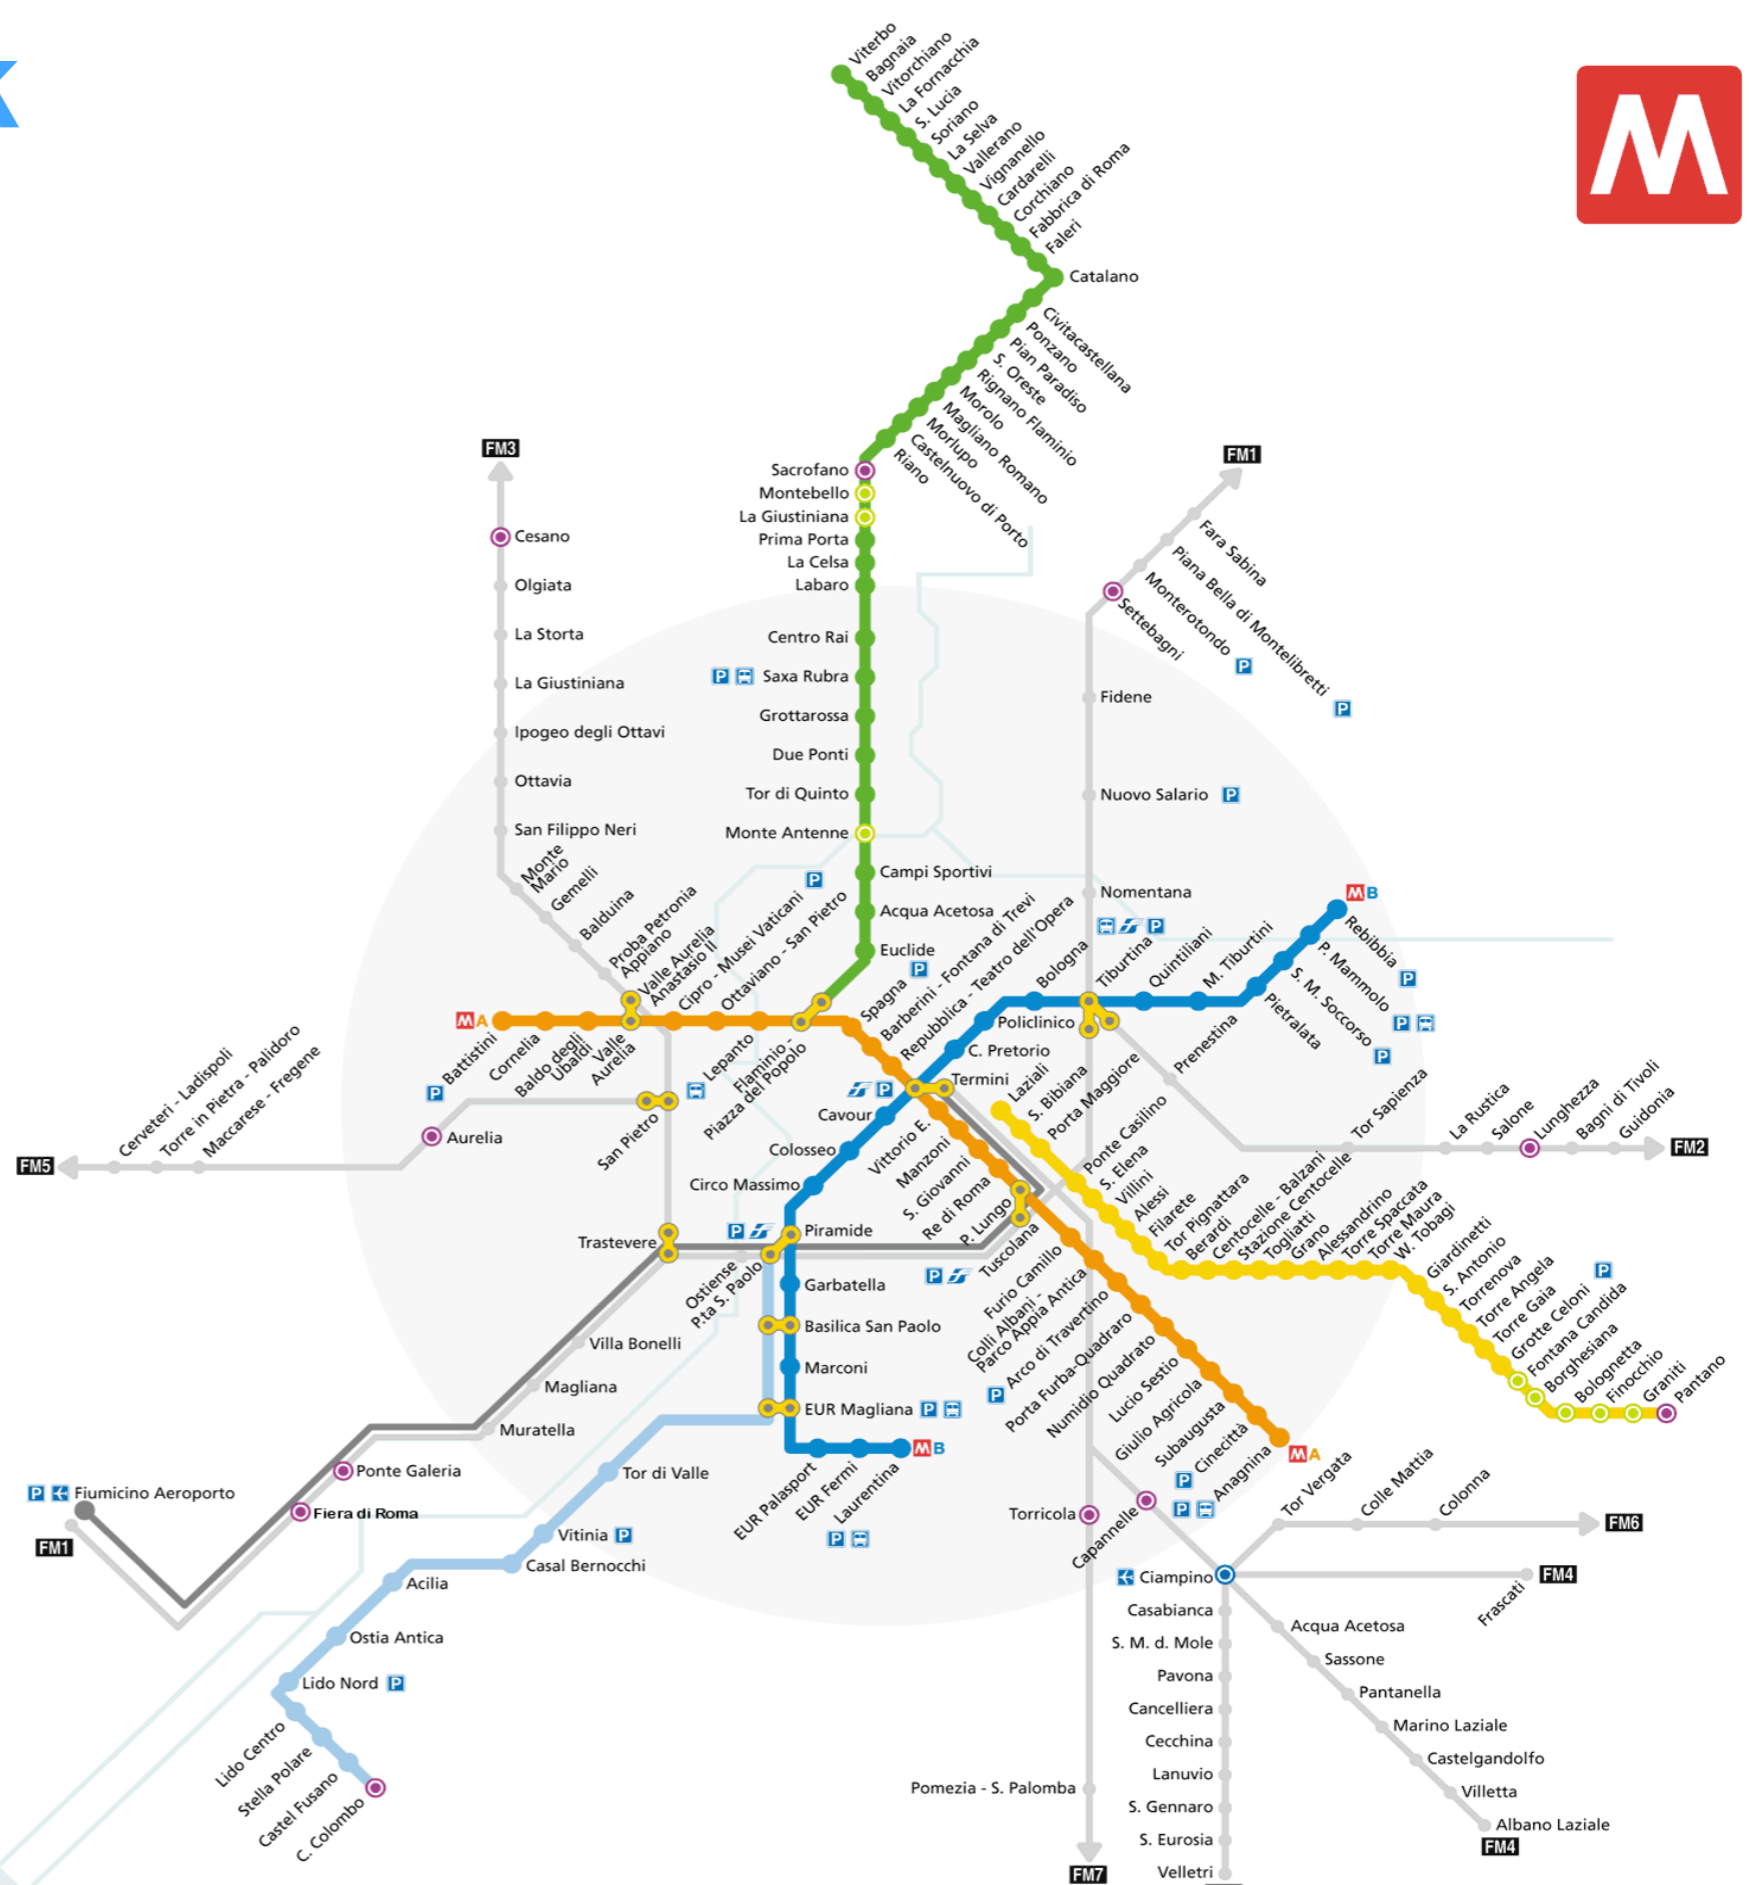 Viterbo
Bagnaia
Vitorchiano
La Fornacchia
S. Lucia
Soriano
La Selva
Vallerano
Vignanello
Cardarelli
Corchiano
Fabbrica di Roma
Faleri
Catalano
Civitacastellana
Ponzano
Pian Paradiso
S. Oreste
Rignano Flaminio
Morolo
Magliano Romano
Morlupo
Castelnuovo di Porto
Riano
Sacrofano
Montebello
La Giustiniana
Prima Porta
La Celsa
Labaro
Centro Rai
P
Saxa Rubra
Grottarossa
Due Ponti
Tor di Quinto
Monte Antenne
Campi Sportivi
Acqua Acetosa
Euclide
P
M
FM3
Cesano
Olgiata
La Storta
La Giustiniana
Ipogeo degli Ottavi
Ottavia
San Filippo Neri
Monte
Mario
Gemelli
Balduina
Proba Petronia
Appiano
Valle Aurelia
Anastasio II
Cipro - Musei Vaticani
P
Ottaviano - San Pietro
FM1
Fara Sabina
Piana Bella di Montelibretti
P
Monterotondo
P
Settebagni
Fidene
Nuovo Salario
P
Nomentana
P
Tiburtina
M A
Battistini
P
Cornelia
Baldo degli
Ubaldi
Valle
Aurelia
Lepanto
Flaminio -
Piazza del Popolo
Spagna
Barberini - Fontana di Trevi
Repubblica - Teatro dell'Opera
P
Termini
Vittorio E.
Manzoni
S. Giovanni
Re di Roma
P. Lungo
Tuscolana
P
Furio Camillo
Colli Albani -
Parco Appia Antica
Arco di Travertino
P
Porta Furba-Quadraro
Numidio Quadrato
Lucio Sestio
Giulio Agricola
Subaugusta
Cinecittà
P
Anagnina
P
M A
M B
Rebibbia
P
P. Mammolo
P
S. M. Soccorso
P
Pietralata
M. Tiburtini
Quintiliani
Bologna
Policlinico
C. Pretorio
Cavour
Colosseo
Circo Massimo
P
Piramide
Garbatella
Basilica San Paolo
Marconi
EUR Magliana
P
EUR Palasport
EUR Fermi
Laurentina
P
M B
Laziali
S. Bibiana
Porta Maggiore
Ponte Casilino
S. Elena
Villini
Alessi
Filarete
Tor Pignattara
Berardi
Centocelle - Balzani
Stazione Centocelle
Togliatti
Grano
Alessandrino
Torre Spaccata
Torre Maura
W. Tobagi
Giardinetti
S. Antonio
Torrenova
Torre Angela
Torre Gaia
Grotte Celoni
P
Fontana Candida
Borghesiana
Bolognetta
Finocchio
Graniti
Pantano
Prenestina
Tor Sapienza
La Rustica
Salone
Lunghezza
Bagni di Tivoli
Guidonia
FM2
FM5
Cerveteri - Ladispoli
Torre in Pietra - Palidoro
Maccarese - Fregene
Aurelia
San Pietro
Trastevere
Ostiense
P.ta S. Paolo
Villa Bonelli
Magliana
Muratella
Ponte Galeria
Fiera di Roma
P
Fiumicino Aeroporto
FM1
Tor di Valle
Vitinia
P
Casal Bernocchi
Acilia
Ostia Antica
Lido Nord
P
Lido Centro
Stella Polare
Castel Fusano
C. Colombo
Torricola
Capannelle
Tor Vergata
Colle Mattia
Colonna
FM6
Ciampino
Frascati
FM4
Casabianca
S. M. d. Mole
Pavona
Cancelliera
Cecchina
Lanuvio
S. Gennaro
S. Eurosia
Velletri
Acqua Acetosa
Sassone
Pantanella
Marino Laziale
Castelgandolfo
Villetta
Albano Laziale
FM4
Pomezia - S. Palomba
FM7